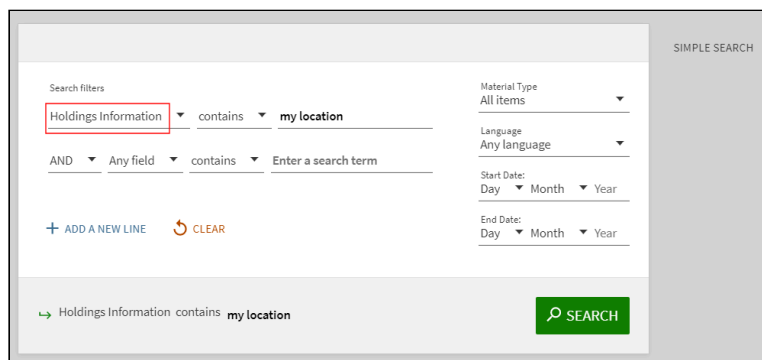 SIMPLE SEARCH
Search filters
Holdings Information contains my location
AND Any field contains Enter a search term
+ ADD A NEW LINE CLEAR
Material Type
All items
Language
Any language
Start Date:
Day Month Year
End Date:
Day Month Year
Holdings Information contains my location
SEARCH